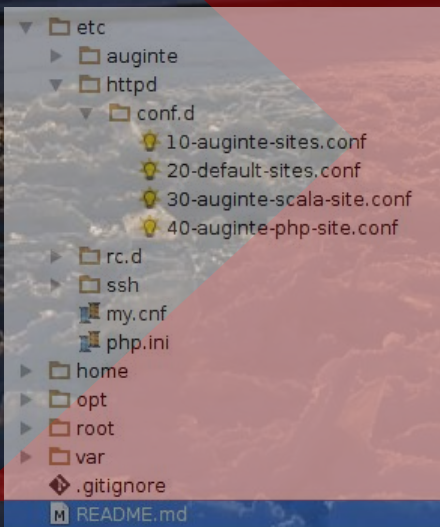 etc
auginte
httpd
conf.d
10-auginte-sites.conf
20-default-sites.conf
30-auginte-scala-site.conf
40-auginte-php-site.conf
rc.d
ssh
my.cnf
php.ini
home
opt
root
var
.gitignore
README.md